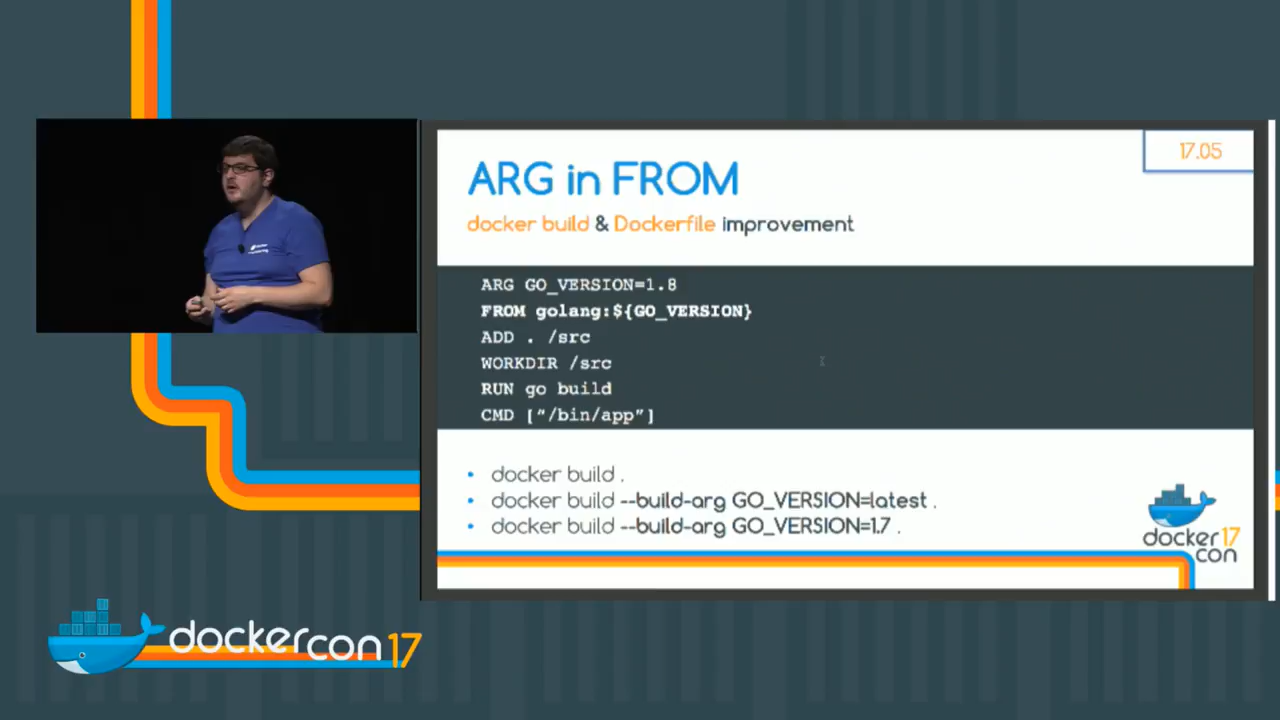 17.05
ARG in FROM
docker build & Dockerfile improvement
ARG GO_VERSION=1.8
FROM golang:${GO_VERSION}
ADD . /src
WORKDIR /src
RUN go build
CMD [“/bin/app”]
• docker build .
• docker build --build-arg GO_VERSION=latest .
• docker build --build-arg GO_VERSION=1.7 .
docker 17
con
dockercon 17